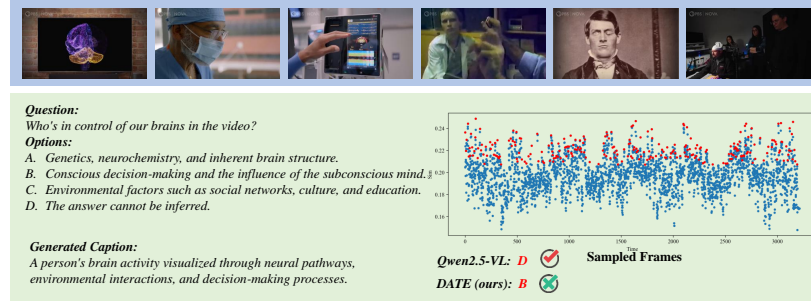 Question:
Who's in control of our brains in the video?
Options:
A. Genetics, neurochemistry, and inherent brain structure.
B. Conscious decision-making and the influence of the subconscious mind.
C. Environmental factors such as social networks, culture, and education.
D. The answer cannot be inferred.
Generated Caption:
A person's brain activity visualized through neural pathways,
environmental interactions, and decision-making processes.
0.24
0.22
0.20
0.18
0.16
0
500
1000
1500
2000
2500
3000
Time
Sampled Frames
Qwen2.5-VL: D
DATE (ours): B